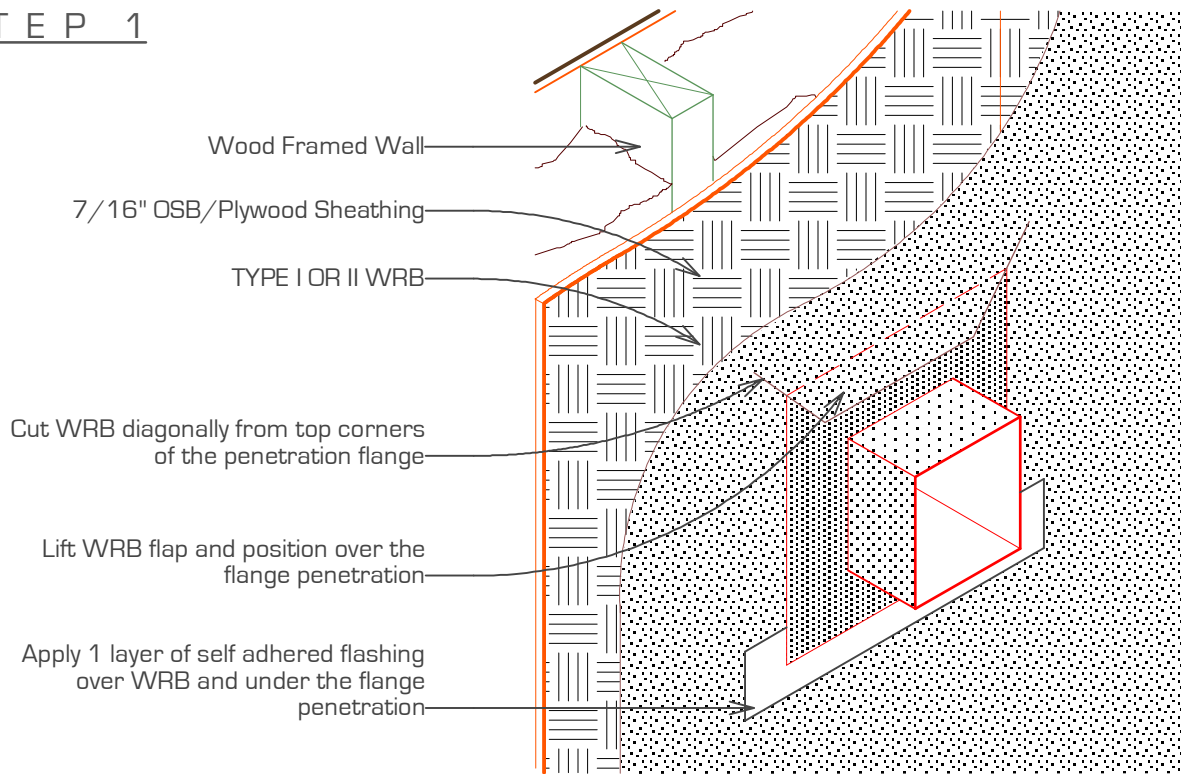 TEP 1
Wood Framed Wall
7/16" OSB/Plywood Sheathing
TYPE I OR II WRB
Cut WRB diagonally from top corners
of the penetration flange
Lift WRB flap and position over the
flange penetration
Apply 1 layer of self adhered flashing
over WRB and under the flange
penetration